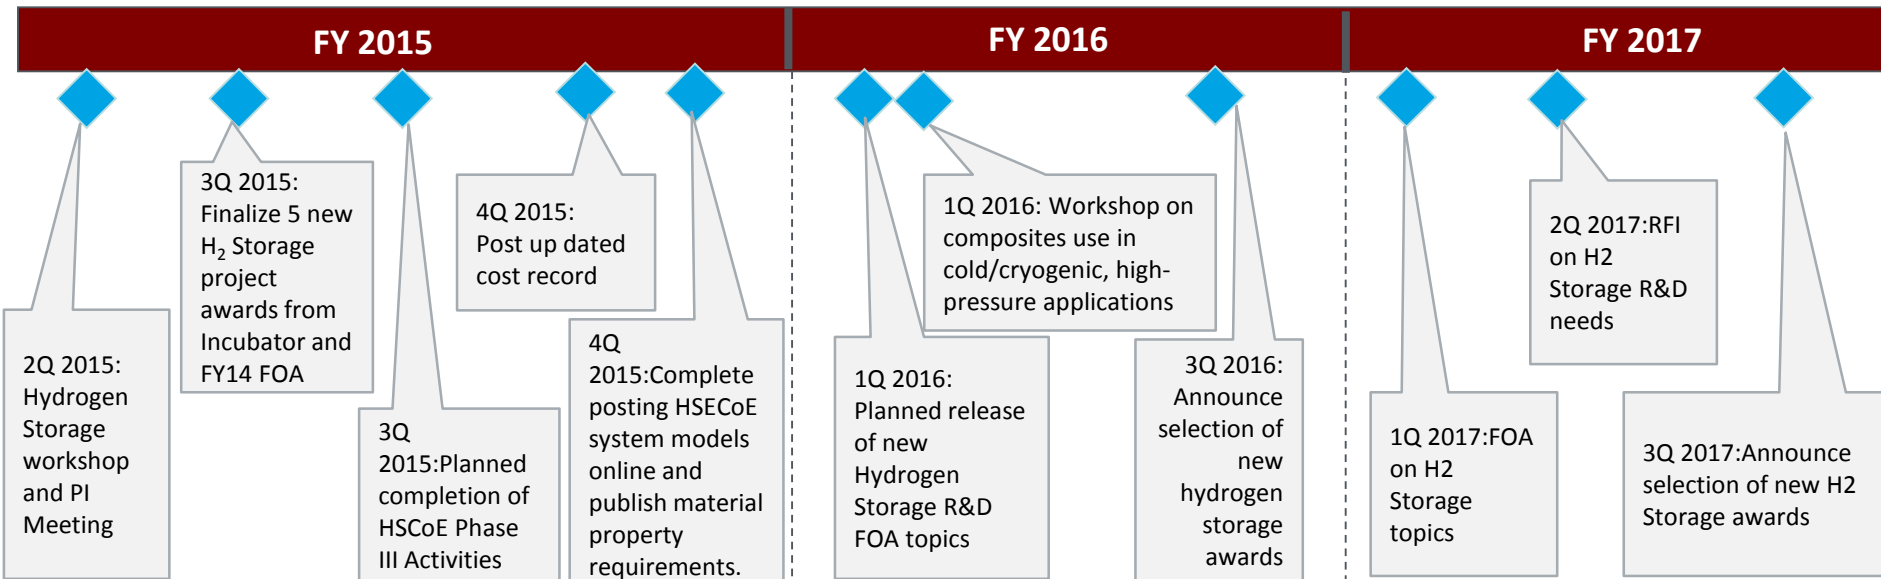 FY 2015
FY 2016
FY 2017
2Q 2015:
Hydrogen
Storage
workshop
and PI
Meeting
3Q 2015:
Finalize 5 new
H2 Storage
project
awards from
Incubator and
FY14 FOA
3Q
2015:Planned
completion of
HSCoE Phase
III Activities
4Q 2015:
Post up dated
cost record
4Q
2015:Complete
posting HSECoE
system models
online and
publish material
property
requirements.
1Q 2016:
Planned release
of new
Hydrogen
Storage R&D
FOA topics
1Q 2016: Workshop on
composites use in
cold/cryogenic, high-
pressure applications
3Q 2016:
Announce
selection of
new
hydrogen
storage
awards
1Q 2017:FOA
on H2
Storage
topics
2Q 2017:RFI
on H2
Storage R&D
needs
3Q 2017:Announce
selection of new H2
Storage awards